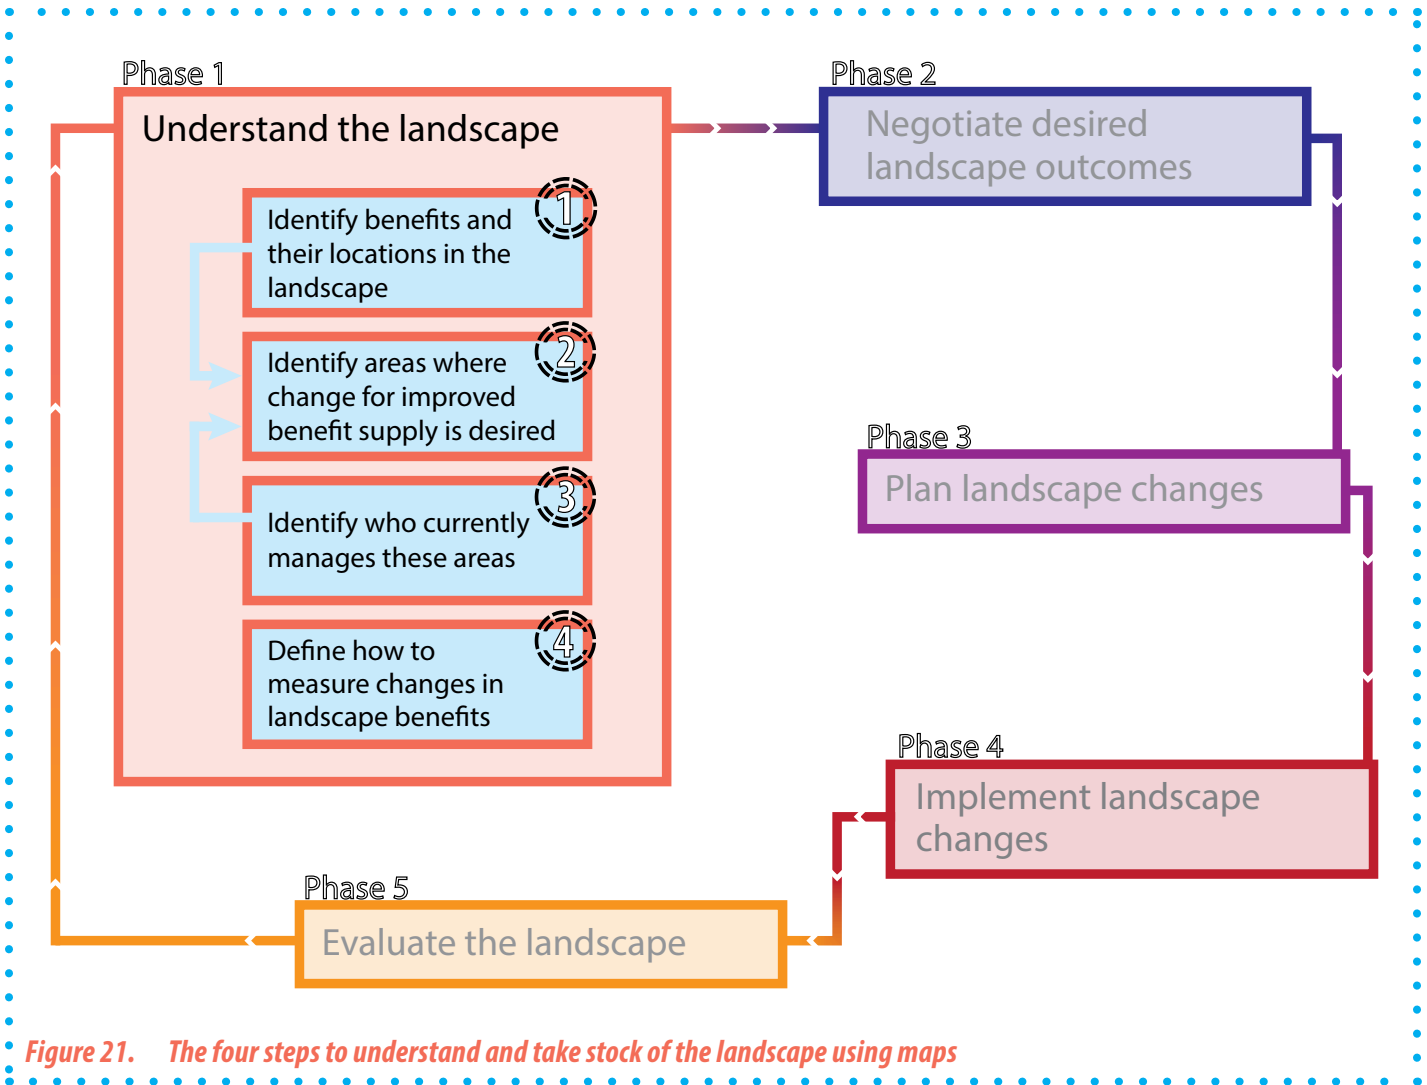 Phase 1
Understand the landscape
1
Identify benefits and
their locations in the
landscape
2
Identify areas where
change for improved
benefit supply is desired
3
Identify who currently
manages these areas
4
Define how to
measure changes in
landscape benefits
Phase 2
Negotiate desired
landscape outcomes
Phase 3
Plan landscape changes
Phase 4
Implement landscape
changes
Phase 5
Evaluate the landscape
Figure 21. The four steps to understand and take stock of the landscape using maps